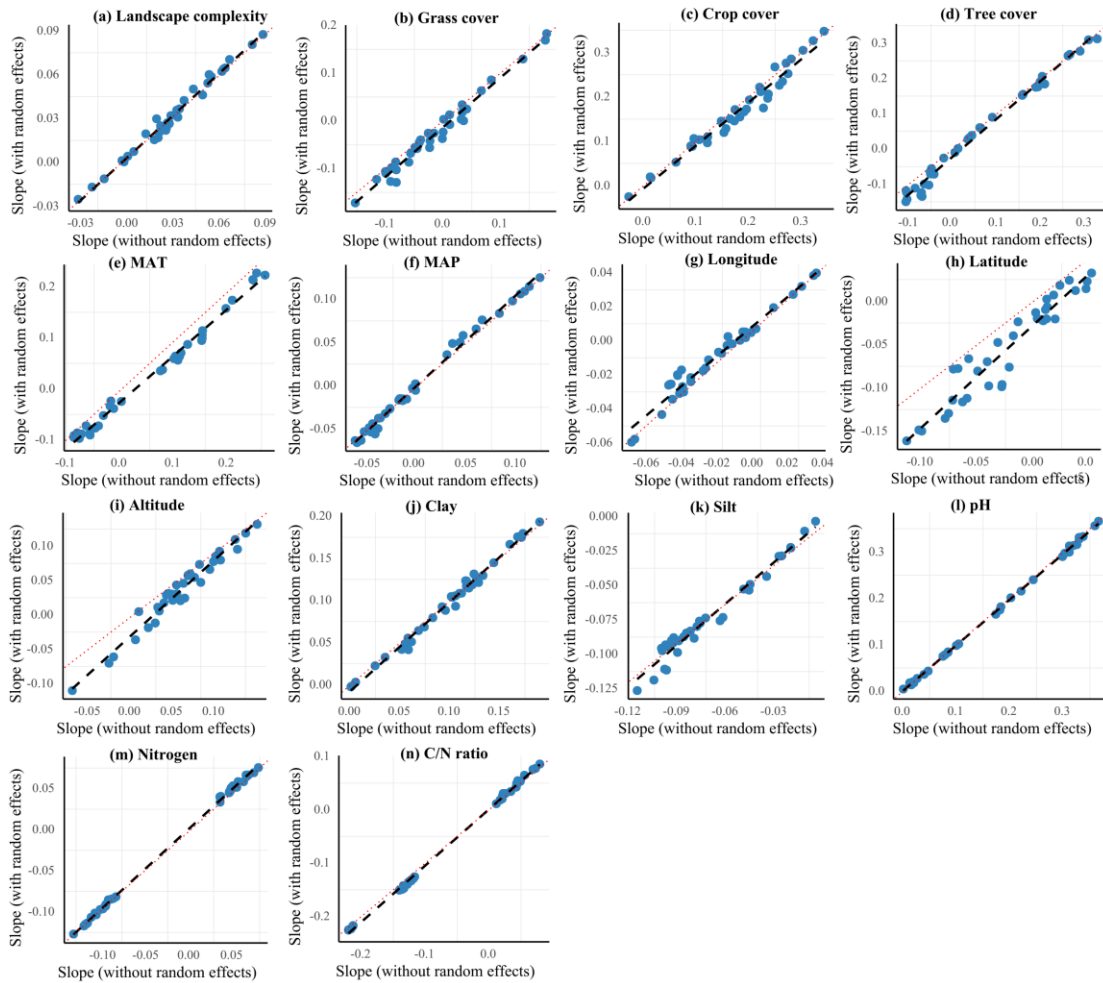 (a) Landscape complexity
Slope (with random effects)
0.09
0.06
0.03
0.00
-0.03
-0.03 0.00 0.03 0.06 0.09
Slope (without random effects)
(b) Grass cover
Slope (with random effects)
0.2
0.1
0.0
-0.1
-0.1 0.0 0.1
Slope (without random effects)
(c) Crop cover
Slope (with random effects)
0.3
0.2
0.1
0.0
0.0 0.1 0.2 0.3
Slope (without random effects)
(d) Tree cover
Slope (with random effects)
0.3
0.2
0.1
0.0
-0.1
-0.1 0.0 0.1 0.2 0.3
Slope (without random effects)
(e) MAT
Slope (with random effects)
0.2
0.1
0.0
-0.1
-0.1 0.0 0.1 0.2
Slope (without random effects)
(f) MAP
Slope (with random effects)
0.10
0.05
0.00
-0.05
-0.05 0.00 0.05 0.10
Slope (without random effects)
(g) Longitude
Slope (with random effects)
0.04
0.02
0.00
-0.02
-0.04
-0.06
-0.06 -0.04 -0.02 0.00 0.02 0.04
Slope (without random effects)
(h) Latitude
Slope (with random effects)
0.00
-0.05
-0.10
-0.15
-0.10 -0.05 0.00 0.0
Slope (without random effects)
(i) Altitude
Slope (with random effects)
0.10
0.05
0.00
-0.05
-0.10
-0.05 0.00 0.05 0.10
Slope (without random effects)
(j) Clay
Slope (with random effects)
0.20
0.15
0.10
0.05
0.00
0.00 0.05 0.10 0.15
Slope (without random effects)
(k) Silt
Slope (with random effects)
0.000
-0.025
-0.050
-0.075
-0.100
-0.125
-0.12 -0.09 -0.06 -0.03 0.00
Slope (without random effects)
(l) pH
Slope (with random effects)
0.3
0.2
0.1
0.0
0.0 0.1 0.2 0.3
Slope (without random effects)
(m) Nitrogen
Slope (with random effects)
0.05
0.00
-0.05
-0.10
-0.10 -0.05 0.00 0.05
Slope (without random effects)
(n) C/N ratio
Slope (with random effects)
0.1
0.0
-0.1
-0.2
-0.2 -0.1 0.0
Slope (without random effects)